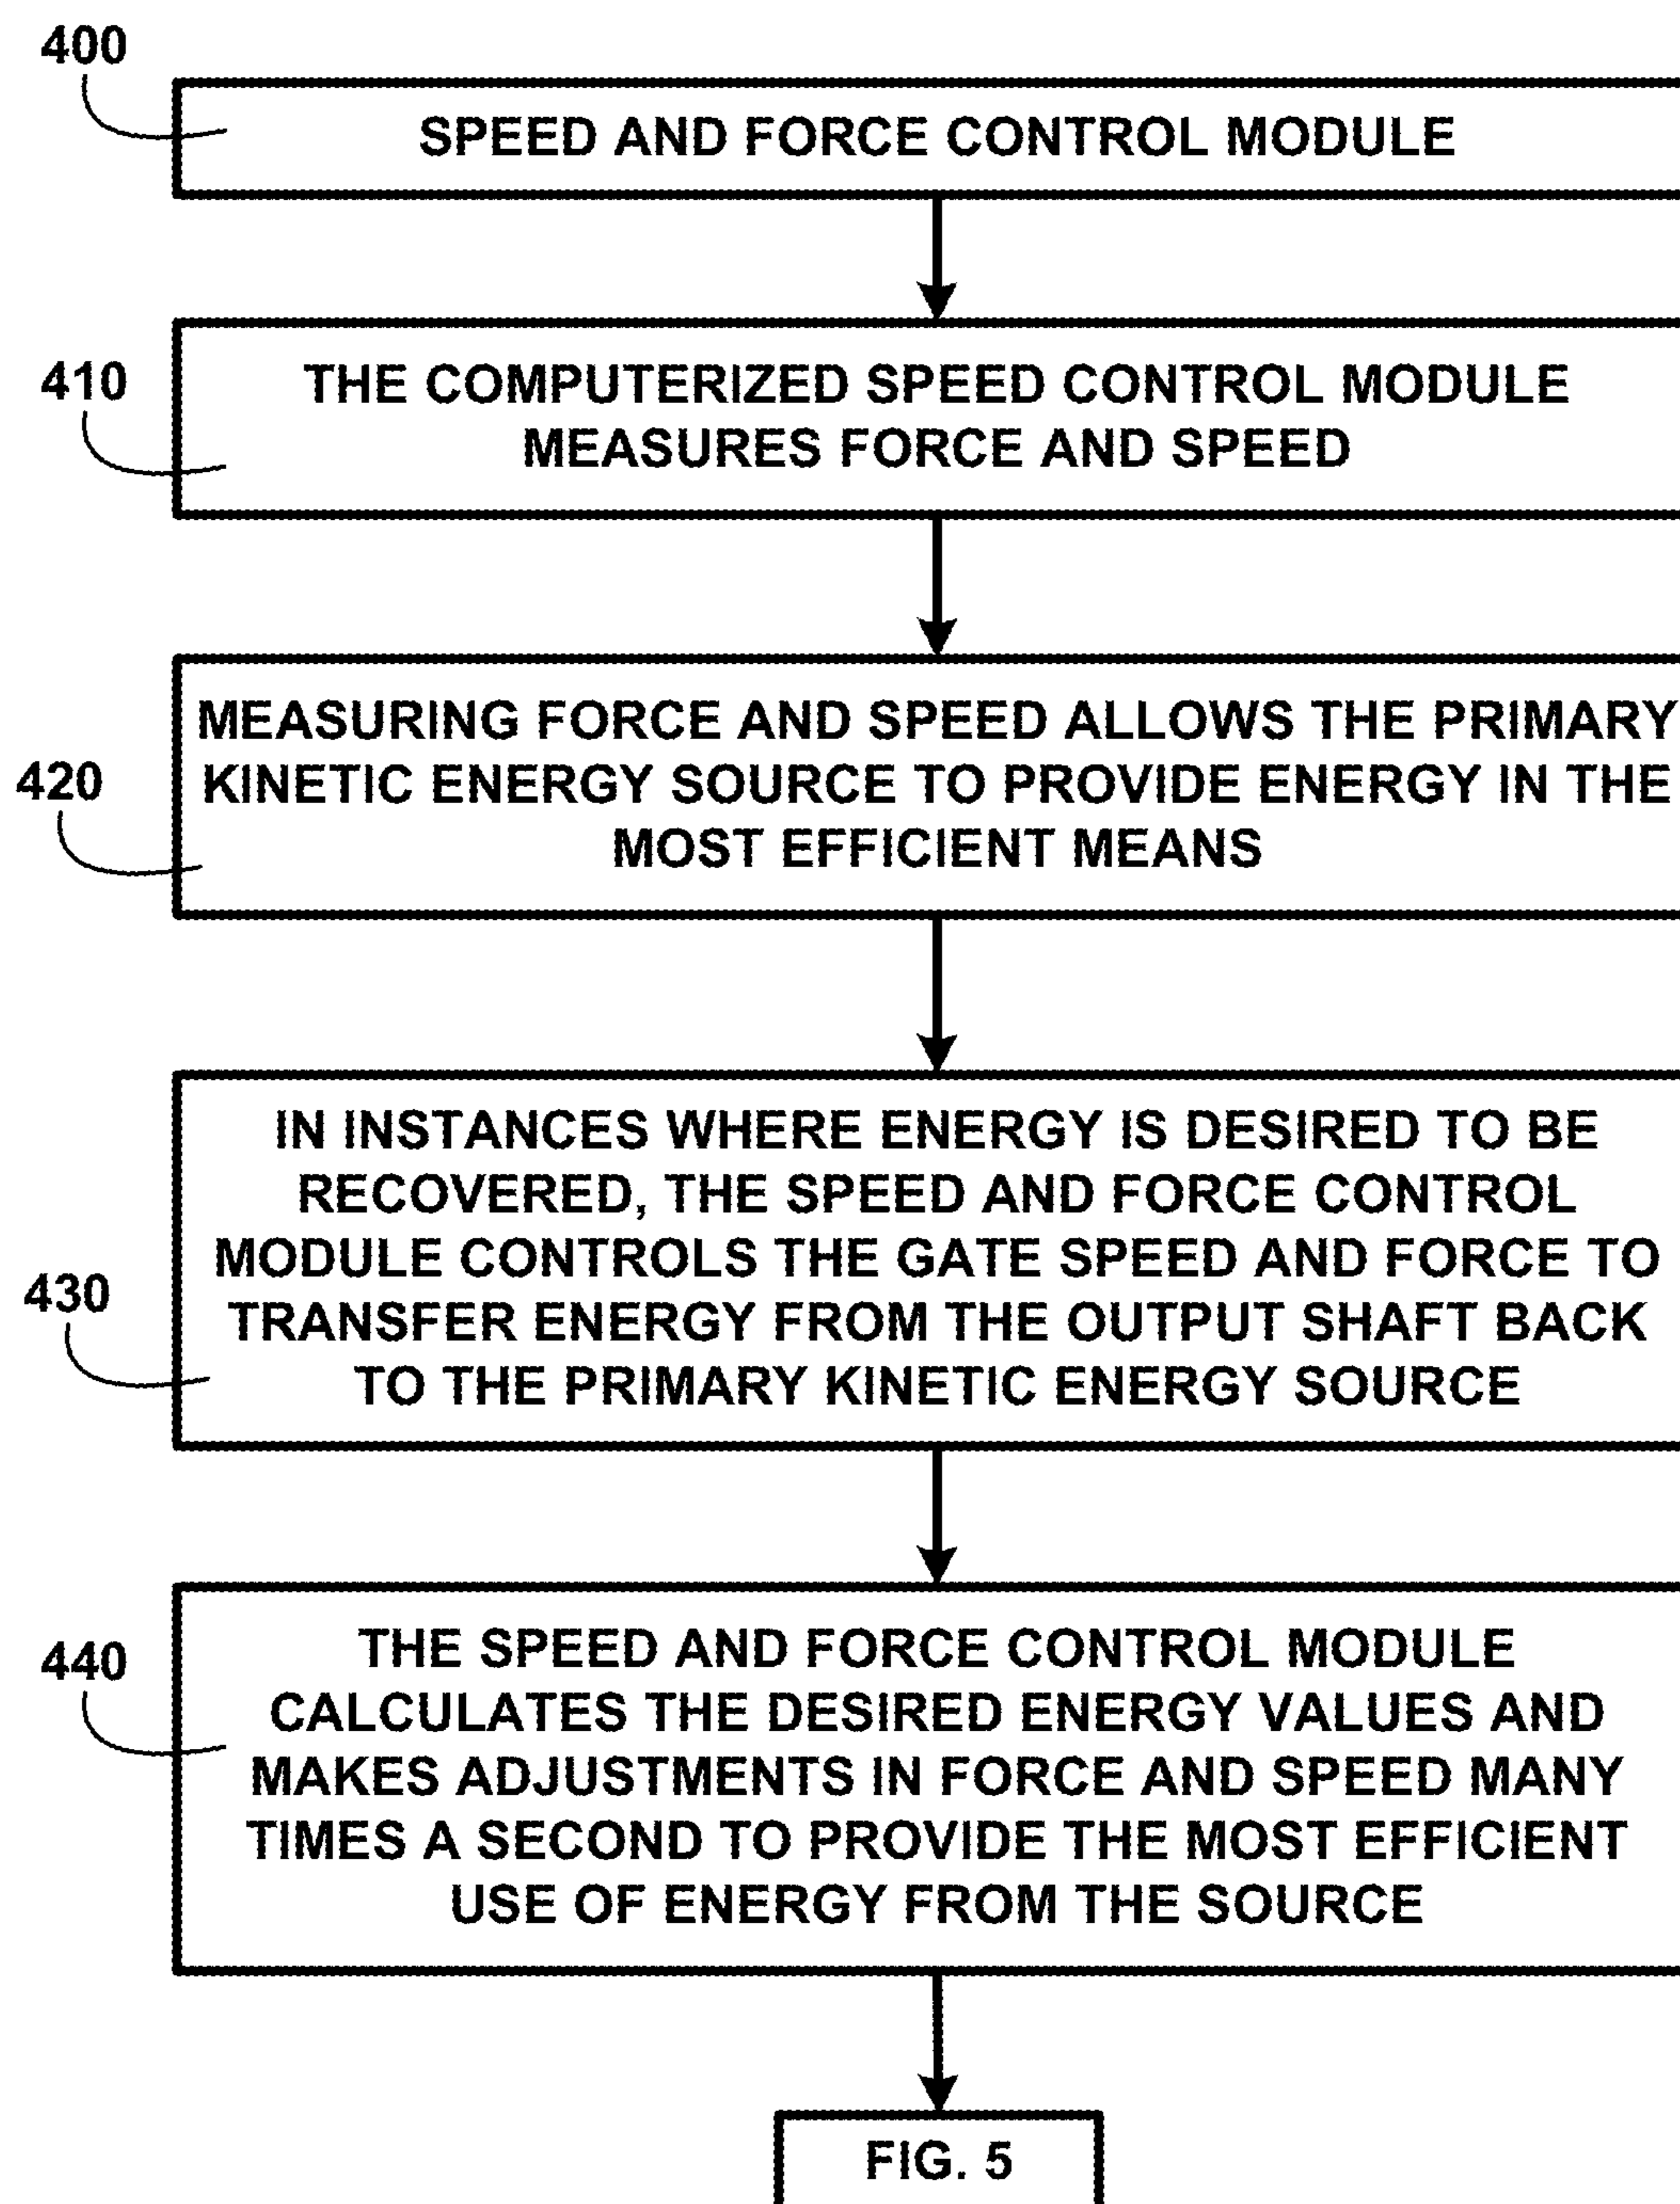 400
SPEED AND FORCE CONTROL MODULE
410
THE COMPUTERIZED SPEED CONTROL MODULE
MEASURES FORCE AND SPEED
420
MEASURING FORCE AND SPEED ALLOWS THE PRIMARY
KINETIC ENERGY SOURCE TO PROVIDE ENERGY IN THE
MOST EFFICIENT MEANS
430
IN INSTANCES WHERE ENERGY IS DESIRED TO BE
RECOVERED, THE SPEED AND FORCE CONTROL
MODULE CONTROLS THE GATE SPEED AND FORCE TO
TRANSFER ENERGY FROM THE OUTPUT SHAFT BACK
TO THE PRIMARY KINETIC ENERGY SOURCE
440
THE SPEED AND FORCE CONTROL MODULE
CALCULATES THE DESIRED ENERGY VALUES AND
MAKES ADJUSTMENTS IN FORCE AND SPEED MANY
TIMES A SECOND TO PROVIDE THE MOST EFFICIENT
USE OF ENERGY FROM THE SOURCE
FIG. 5